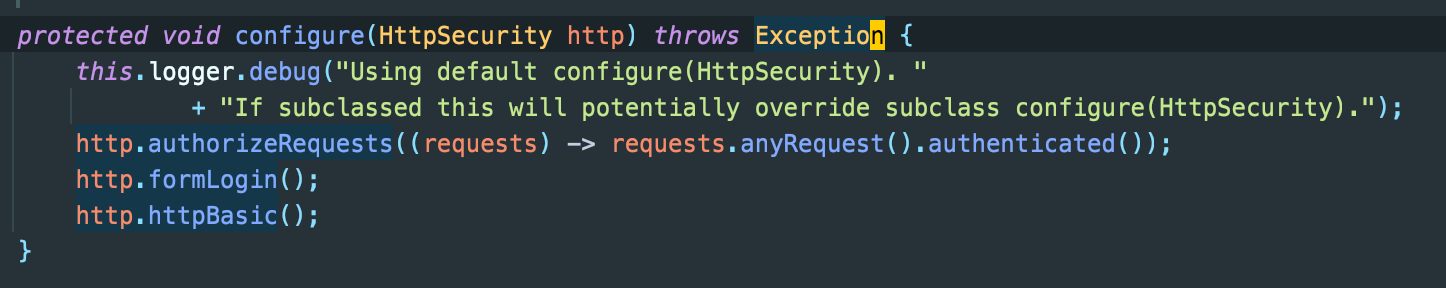 protected void configure(HttpSecurity http) throws Exception {
this.logger.debug("Using default configure(HttpSecurity). "
+ "If subclassed this will potentially override subclass configure(HttpSecurity).");
http.authorizeRequests((requests) -> requests.anyRequest().authenticated());
http.formLogin();
http.httpBasic();
}